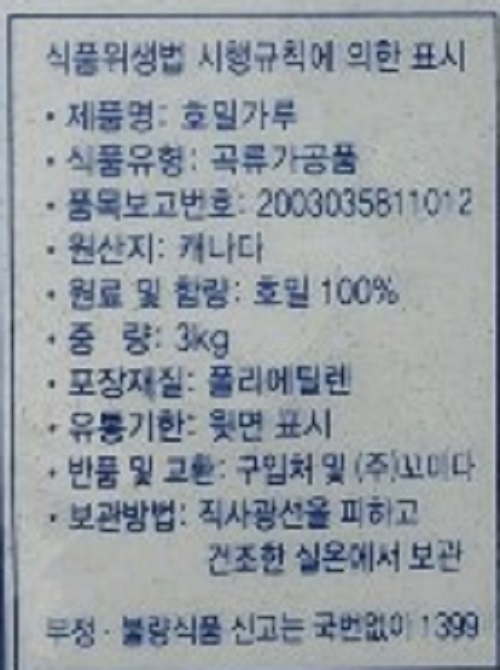 식품위생법 시행규칙에 의한 표시
· 제품명: 호밀가루
· 식품유형: 곡류가공품
· 품목보고번호: 2003035811012
· 원산지: 캐나다
· 원료 및 함량: 호밀 100%
· 중 량: 3kg
· 포장재질: 폴리에틸렌
· 유통기한: 윗면 표시
· 반품 및 교환: 구입처 및 (주)꼬미다
· 보관방법: 직사광선을 피하고
건조한 실온에서 보관
부정 · 불량식품 신고는 국번없이 1399